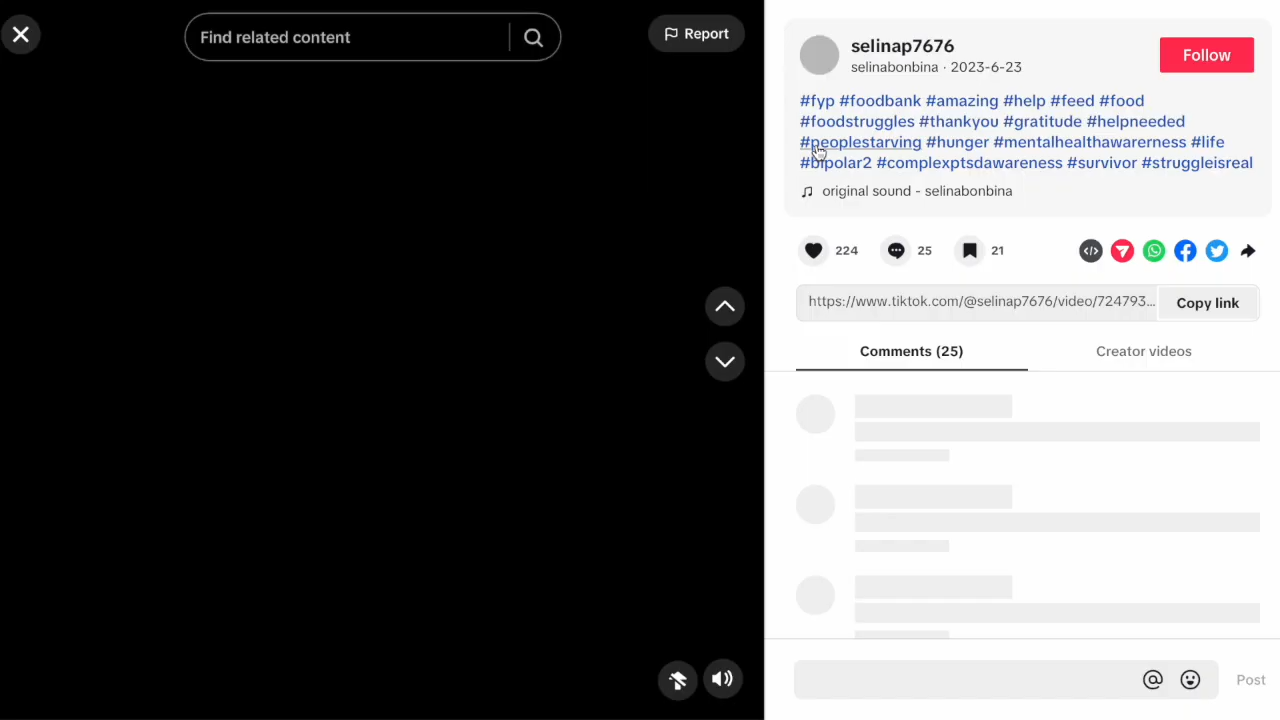 Find related content
Report
selinap7676
selinabonbina · 2023-6-23
Follow
#fyp #foodbank #amazing #help #feed #food
#foodstruggles #thankyou #gratitude #helpneeded
#peoplestarving #hunger #mentalhealthawarerness #life
#bipolar2 #complexptsdawareness #survivor #struggleisreal
original sound - selinabonbina
224
25
21
https://www.tiktok.com/@selinap7676/video/724793...
Copy link
Comments (25)
Creator videos
Post